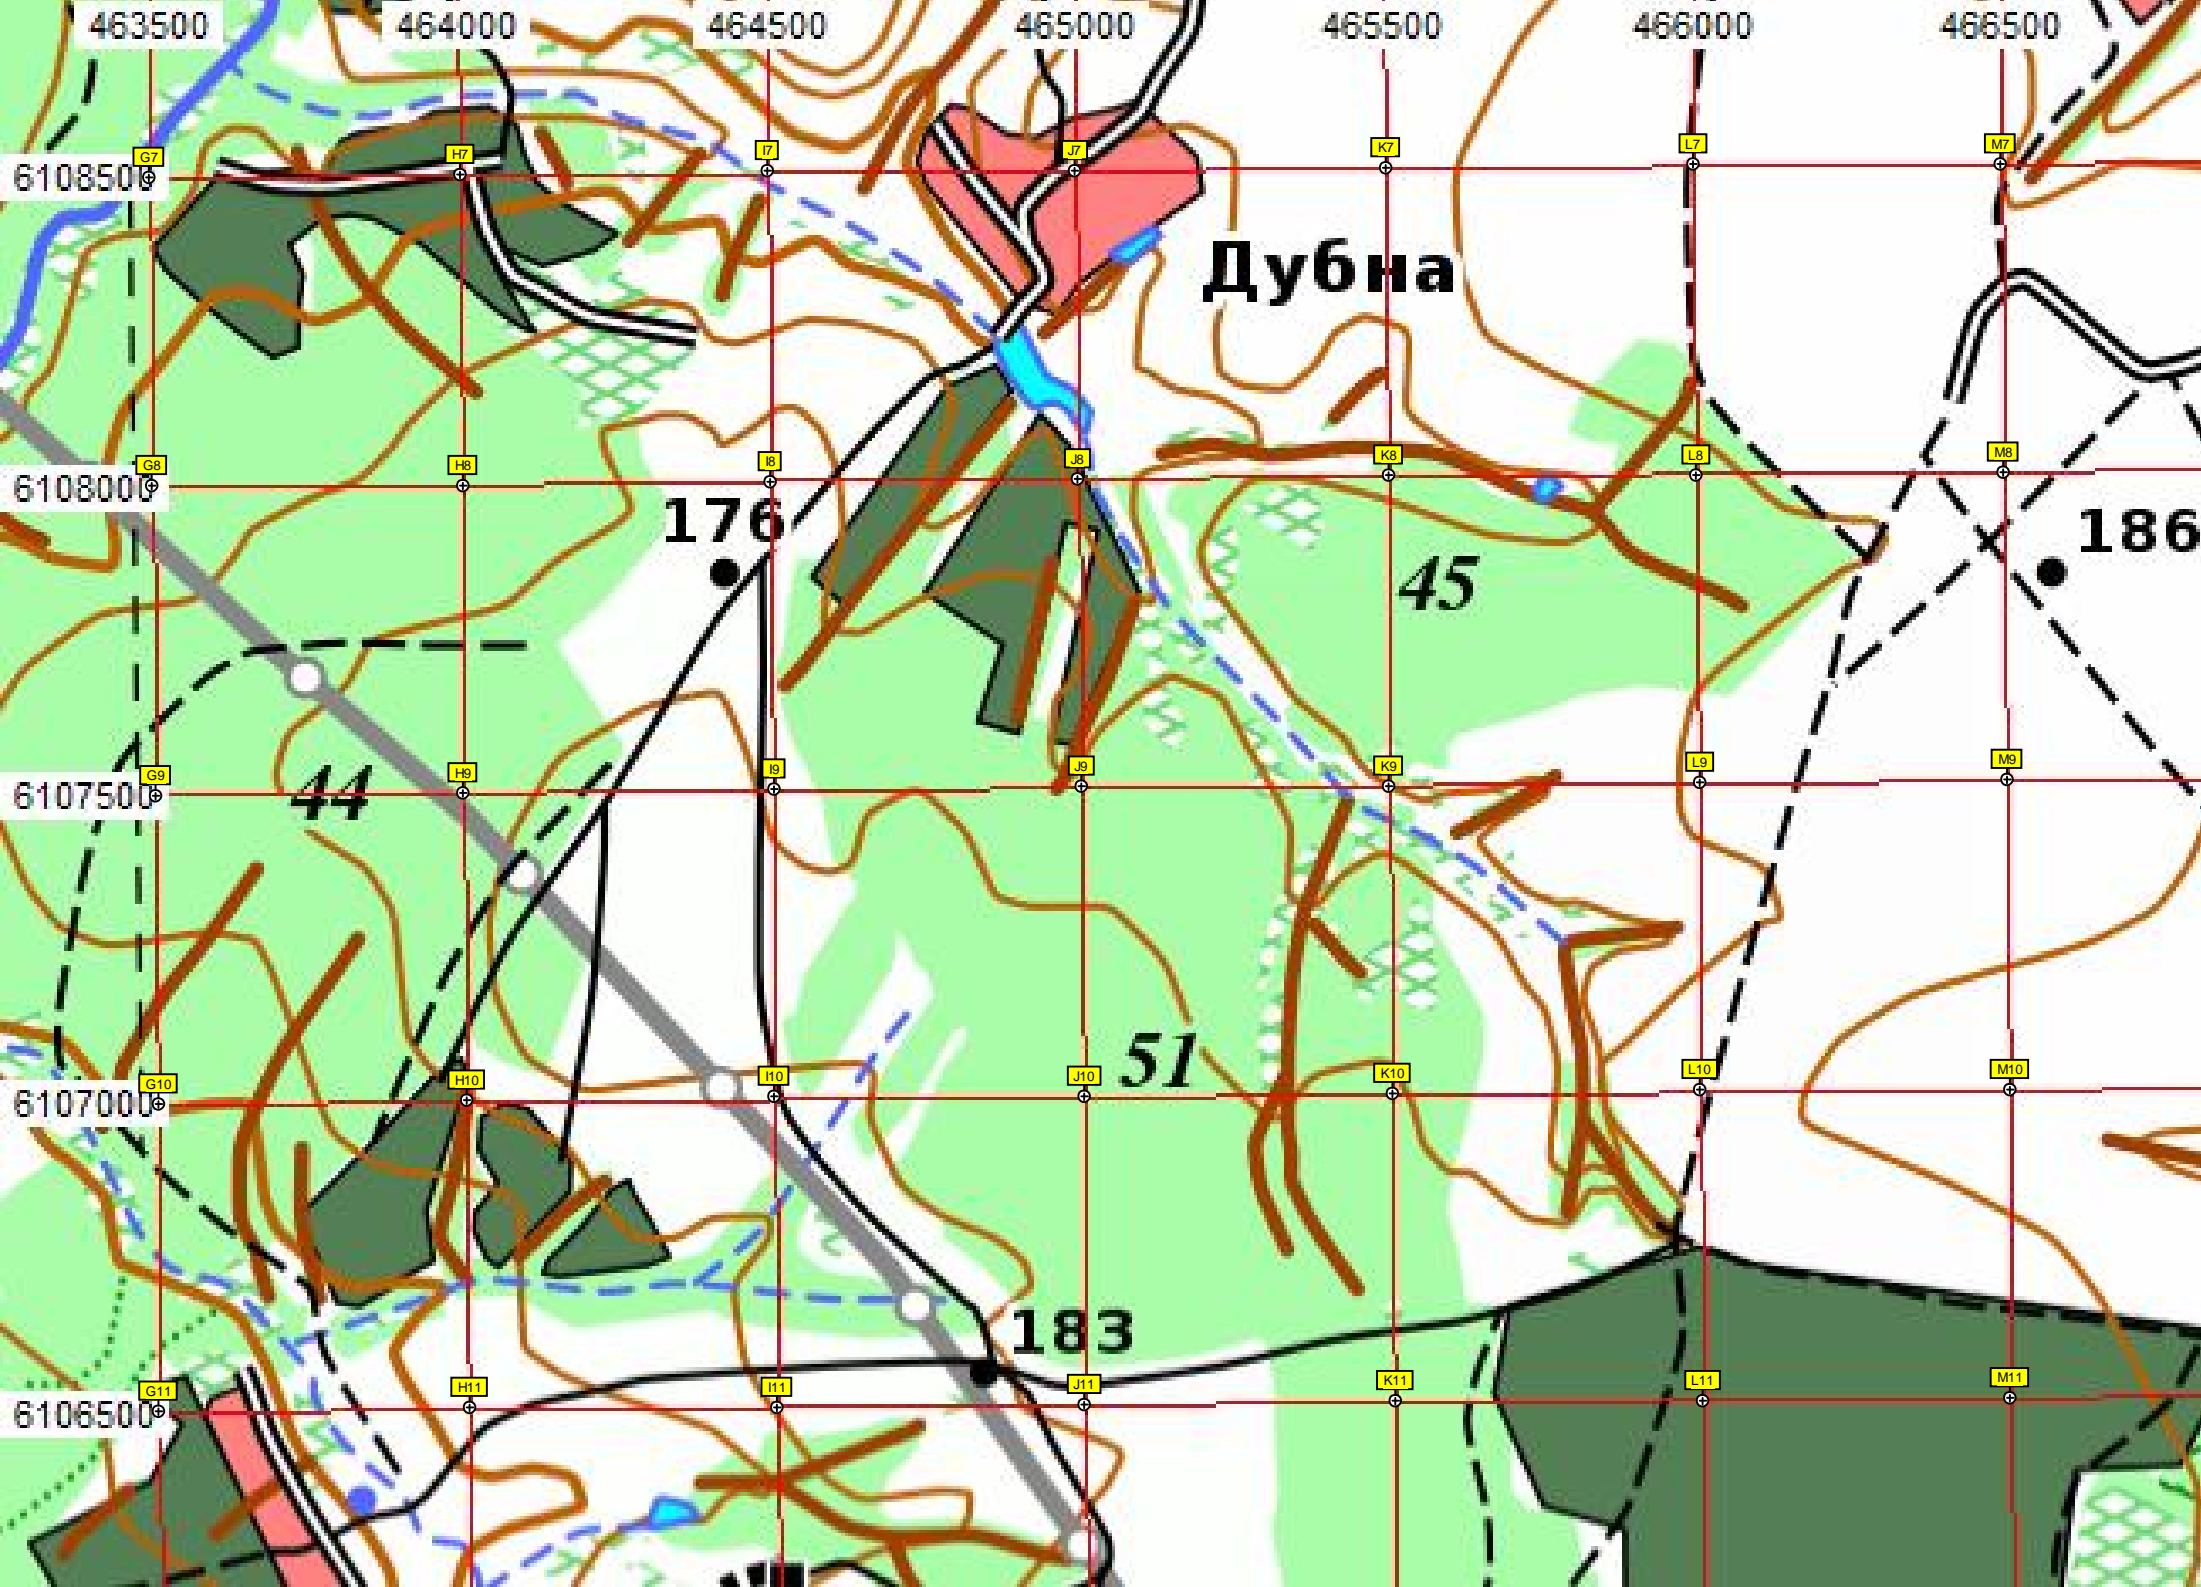 463500 464000 464500 465000 465500 466000 466500
6108500 G7 H7 I7 J7 K7 L7 M7
Дубна
6108000 G8 H8 I8 J8 K8 L8 M8
176 45 186
6107500 G9 H9 I9 J9 K9 L9 M9
44
51
6107000 G10 H10 I10 J10 K10 L10 M10
183
6106500 G11 H11 I11 J11 K11 L11 M11